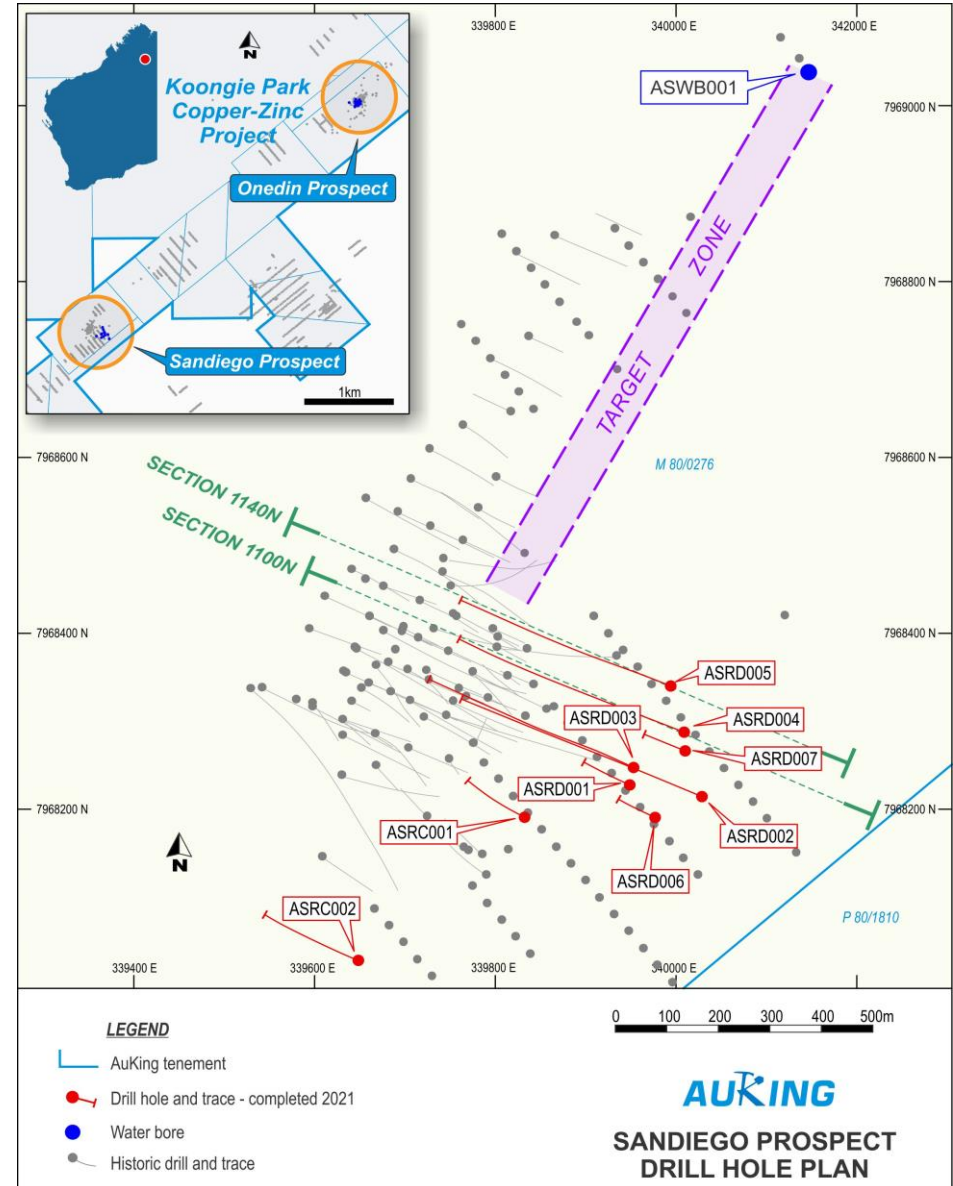 339800 E
340000 E
342000 E
N
Koongie Park
Copper-Zinc
Project
Onedin Prospect
Sandiego Prospect
1km
ASWB001
7969000 N
7968800 N
7968800 N
ZONE
TARGET
7968600 N
7968600 N
M 80/0276
SECTION 1140N
SECTION 1100N
7968400 N
7968400 N
ASRD005
ASRD003
ASRD004
ASRD007
ASRD001
7968200 N
7968200 N
ASRC001
ASRD002
N
ASRD006
ASRC002
P 80/1810
339400 E
339600 E
339800 E
340000 E
LEGEND
AuKing tenement
Drill hole and trace - completed 2021
Water bore
Historic drill and trace
0 100 200 300 400 500m
AUKING
SANDIEGO PROSPECT
DRILL HOLE PLAN